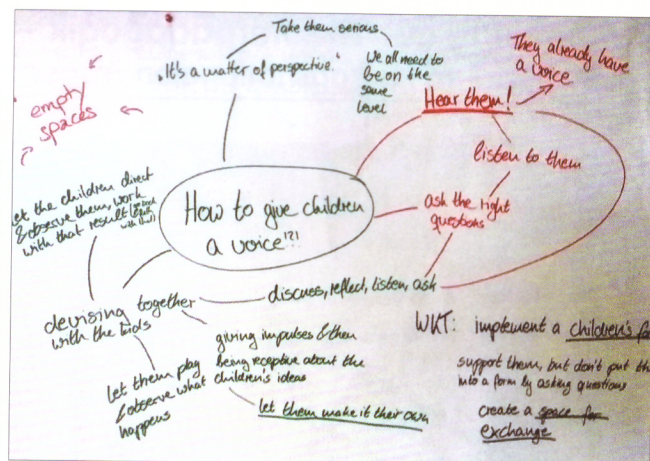 Take them serious
"It's a matter of perspective."
We all need to
be on the
same
level
They already have
a voice
Hear them!
empty
spaces
listen to them
ask the right
questions
How to give children
a voice?!?!
let the children direct
& observe them, work
with that result
devising together
with the kids
discuss, reflect, listen, ask
giving impulses & then
being receptive about the
children's ideas
let them play
& observe what
happens
let them make it their own
WKT: implement a children's
support them, but don't put
into a form by asking questions
create a space for
exchange